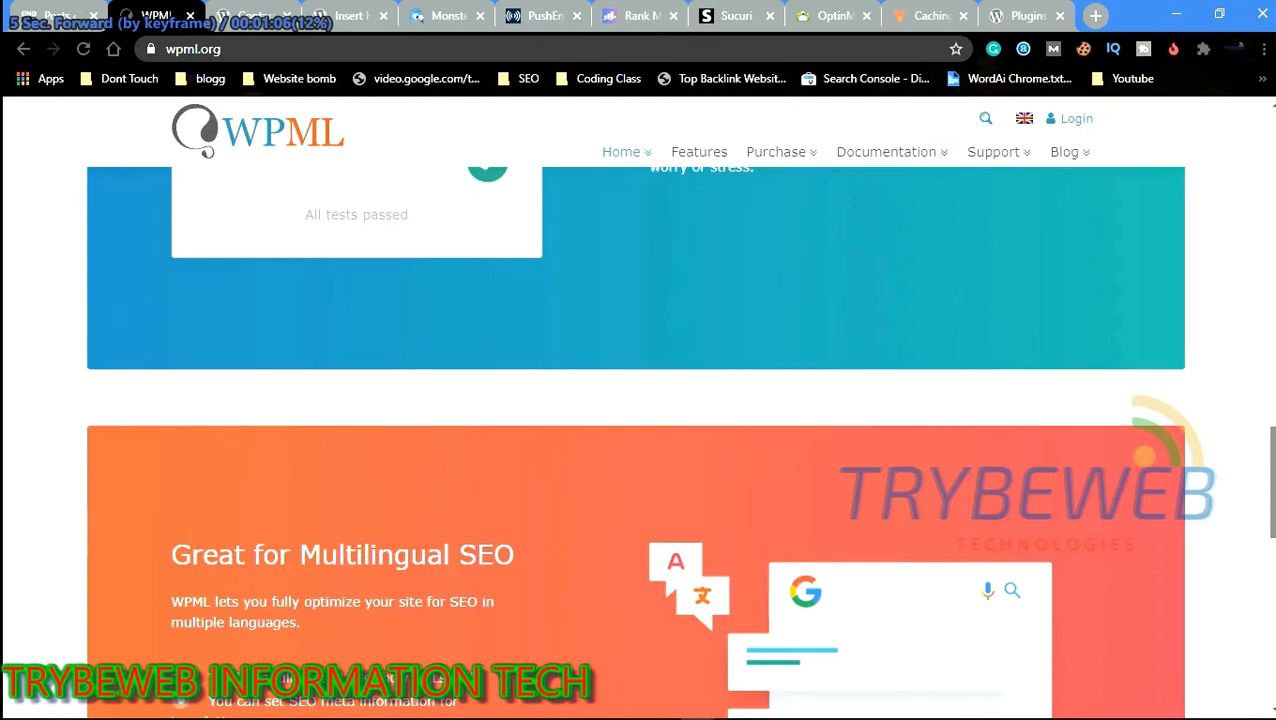 WPML
Insert H
Monste
PushEn
Rank M
Sucuri -
OptinM
Caching
Plugins
5 Sec. Forward (by keyframe) / 00:01:06(12%)
wpml.org
Apps
Dont Touch
blogg
Website bomb
video.google.com/t...
SEO
Coding Class
Top Backlink Websit...
Search Console - Di...
WordAi Chrome.txt...
Youtube
WPML
Login
Home
Features
Purchase
Documentation
Support
Blog
worry or stress.
All tests passed
TRYBEWEB
TECHNOLOGIES
Great for Multilingual SEO
WPML lets you fully optimize your site for SEO in
multiple languages.
You can set SEO meta information for
TRYBEWEB INFORMATION TECH